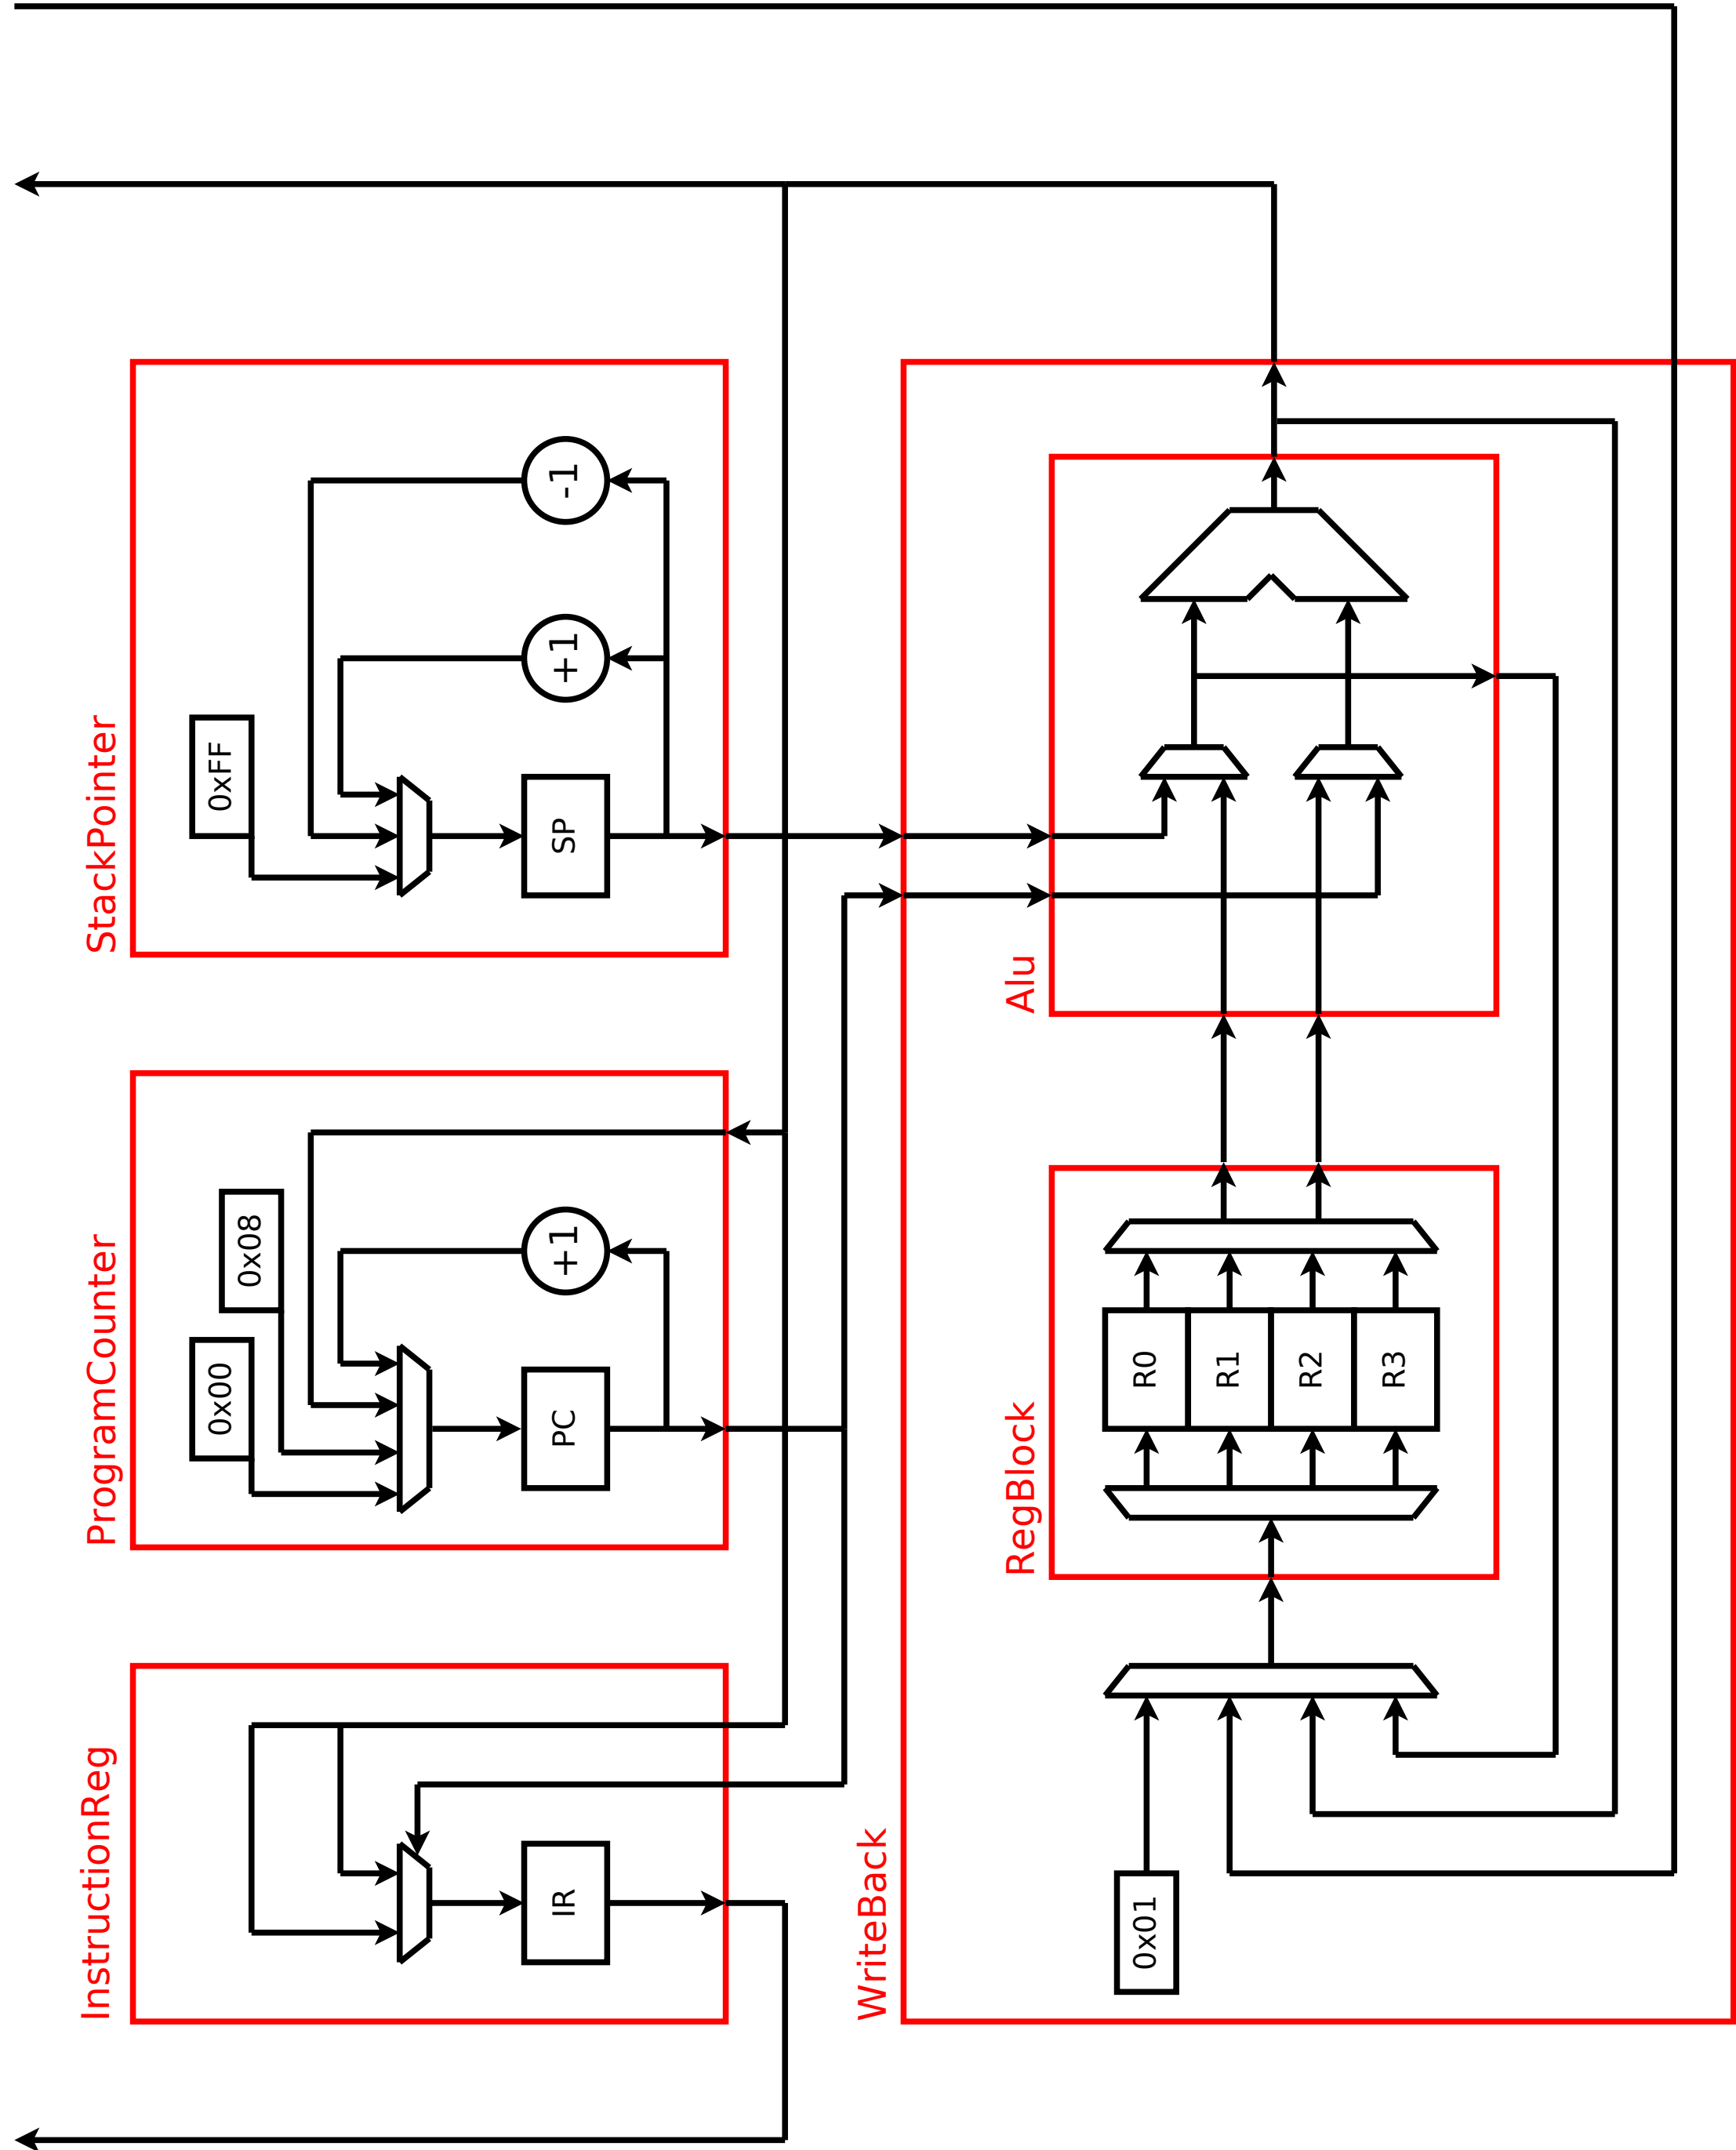 InstructionReg
IR
ProgramCounter
0x00
0x08
PC
+1
StackPointer
0xFF
SP
+1
-1
WriteBack
0x01
RegBlock
R0
R1
R2
R3
Alu